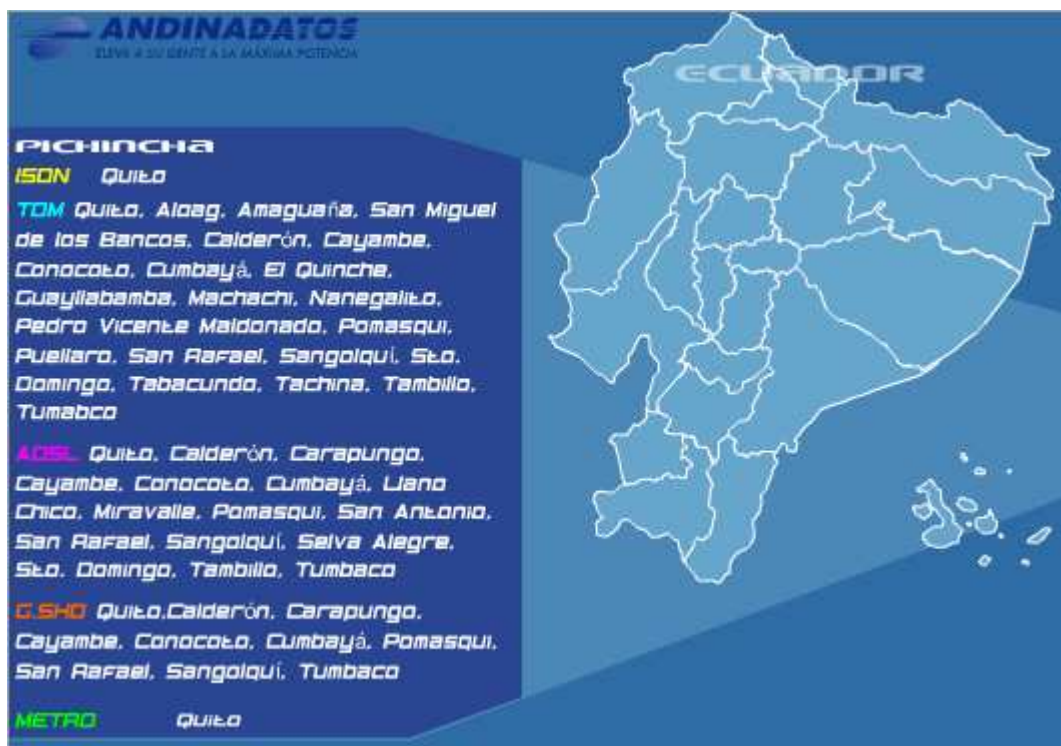 ANDINADATOS
ELEVA A SU GENTE A LA MÁXIMA POTENCIA
ECUADOR
PICHINCHA
ISDN Quito
TDM Quito, Aloag, Amaguaña, San Miguel
de los Bancos, Calderón, Cayambe,
Conocoto, Cumbayá, El Quinche,
Guayllabamba, Machachi, Nanegalito,
Pedro Vicente Maldonado, Pomasqui,
Puellaro, San Rafael, Sangolquí, Sto.
Domingo, Tabacundo, Tachina, Tambillo,
Tumabco
ADSL Quito, Calderón, Carapungo,
Cayambe, Conocoto, Cumbayá, Llano
Chico, Miravalle, Pomasqui, San Antonio,
San Rafael, Sangolquí, Selva Alegre,
Sto. Domingo, Tambillo, Tumbaco
G.SHD Quito,Calderón, Carapungo,
Cayambe, Conocoto, Cumbayá, Pomasqui,
San Rafael, Sangolquí, Tumbaco
METRO Quito